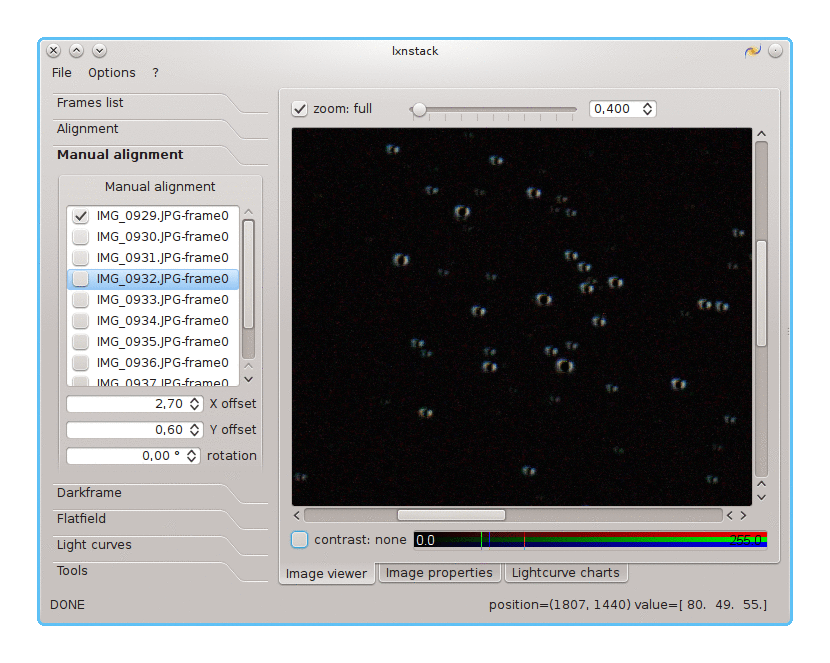 lxnstack
File Options ?
Frames list
Alignment
Manual alignment
Manual alignment
IMG_0929.JPG-frame0
IMG_0930.JPG-frame0
IMG_0931.JPG-frame0
IMG_0932.JPG-frame0
IMG_0933.JPG-frame0
IMG_0934.JPG-frame0
IMG_0935.JPG-frame0
IMG_0936.JPG-frame0
IMG_0937.JPG-frame0
2,70 X offset
0,60 Y offset
0,00 ° rotation
Darkframe
Flatfield
Light curves
Tools
zoom: full 0,400
contrast: none 0.0 255.0
Image viewer Image properties Lightcurve charts
DONE position=(1807, 1440) value=[ 80. 49. 55.]